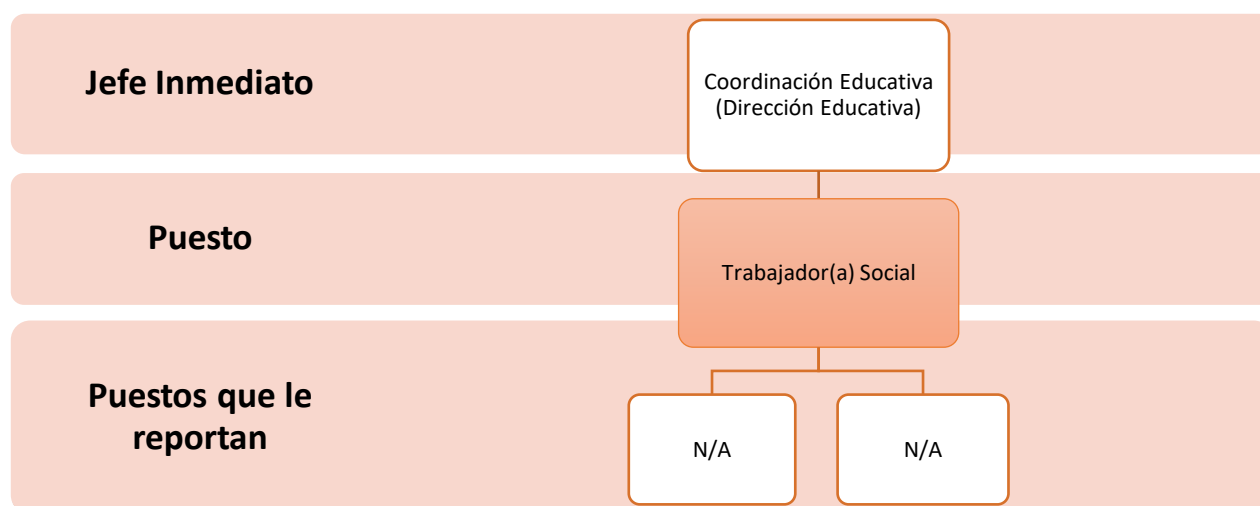 Jefe Inmediato
Coordinación Educativa
(Dirección Educativa)
Puesto
Trabajador(a) Social
Puestos que le
reportan
N/A
N/A